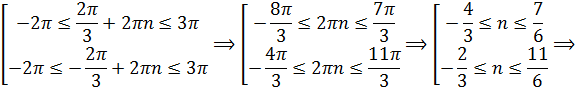 [ −2π ≤ 2π/3 + 2πn ≤ 3π ⟹ [ −8π/3 ≤ 2πn ≤ 7π/3 ⟹ [ −4/3 ≤ n ≤ 7/6 ⟹
−2π ≤ −2π/3 + 2πn ≤ 3π −4π/3 ≤ 2πn ≤ 11π/3 −2/3 ≤ n ≤ 11/6